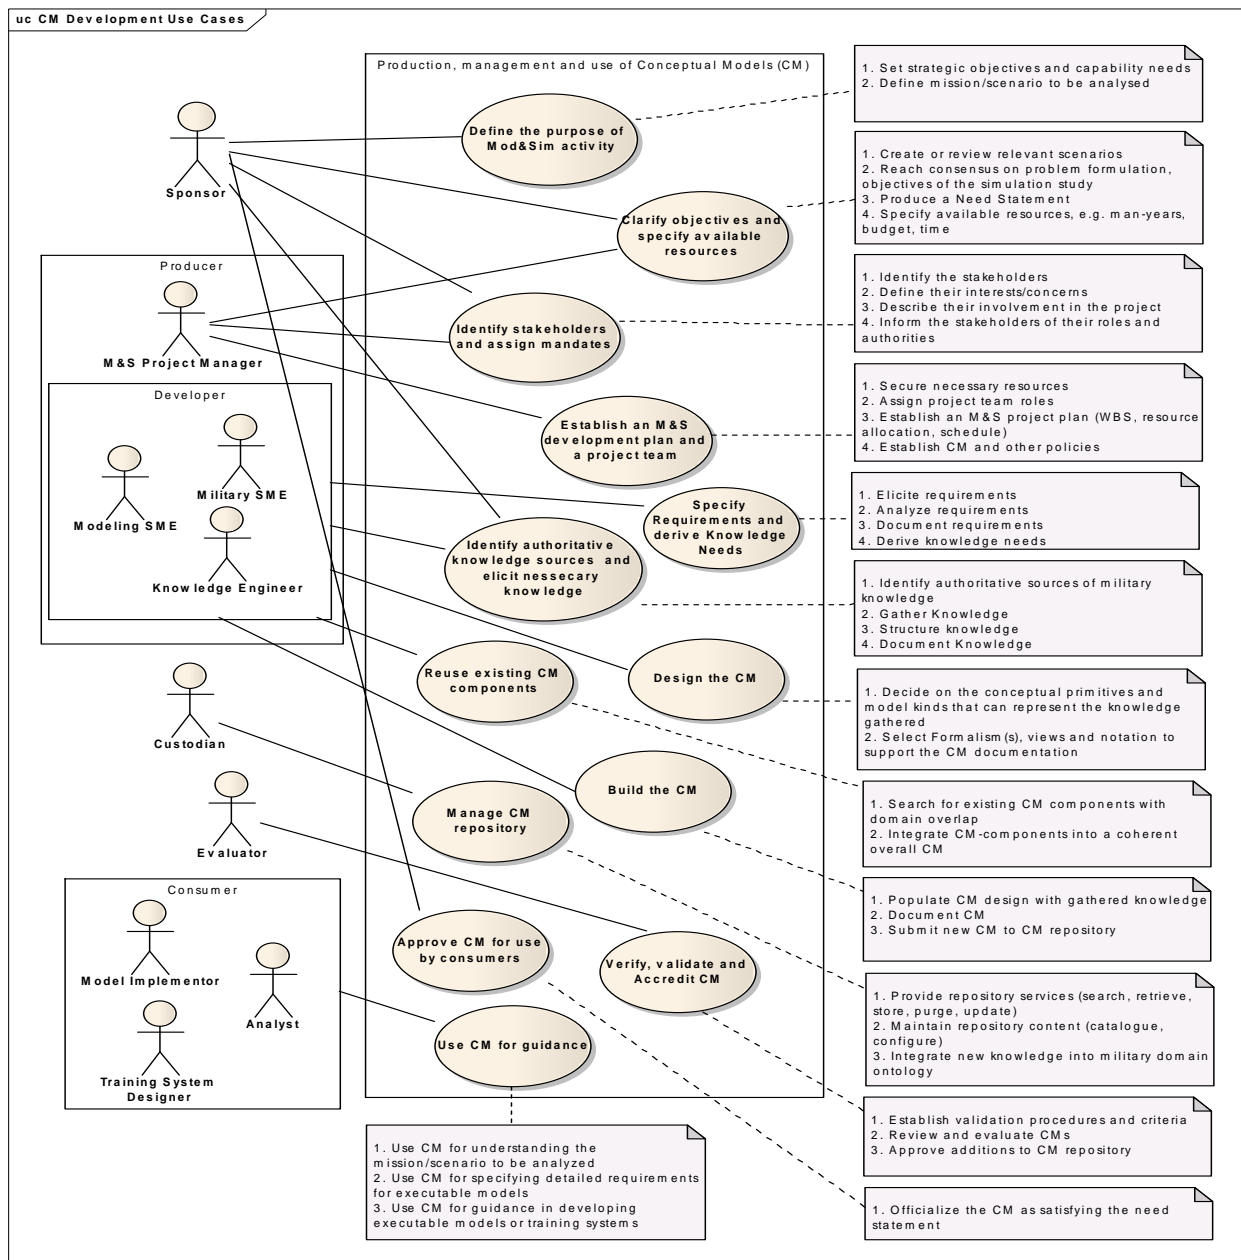 uc CM Development Use Cases
Production, management and use of Conceptual Models (CM)
Sponsor
Define the purpose of
Mod&Sim activity
1. Set strategic objectives and capability needs
2. Define mission/scenario to be analysed
Clarify objectives and
specify available
resources
1. Create or review relevant scenarios
2. Reach consensus on problem formulation,
objectives of the simulation study
3. Produce a Need Statement
4. Specify available resources, e.g. man-years,
budget, time
Producer
M&S Project Manager
Identify stakeholders
and assign mandates
1. Identify the stakeholders
2. Define their interests/concerns
3. Describe their involvement in the project
4. Inform the stakeholders of their roles and
authorities
Developer
Military SME
Modeling SME
Knowledge Engineer
Establish an M&S
development plan and
a project team
1. Secure necessary resources
2. Assign project team roles
3. Establish an M&S project plan (WBS, resource
allocation, schedule)
4. Establish CM and other policies
Specify
Requirements and
derive Knowledge
Needs
1. Elicite requirements
2. Analyze requirements
3. Document requirements
4. Derive knowledge needs
Identify authoritative
knowledge sources and
elicit nessecary
knowledge
1. Identify authoritative sources of military
knowledge
2. Gather Knowledge
3. Structure knowledge
4. Document Knowledge
Reuse existing CM
components
Design the CM
1. Decide on the conceptual primitives and
model kinds that can represent the knowledge
gathered
2. Select Formalism(s), views and notation to
support the CM documentation
Custodian
Build the CM
1. Search for existing CM components with
domain overlap
2. Integrate CM-components into a coherent
overall CM
Evaluator
Manage CM
repository
1. Populate CM design with gathered knowledge
2. Document CM
3. Submit new CM to CM repository
Consumer
Model Implementor
Analyst
Training System
Designer
Approve CM for use
by consumers
Verify, validate and
Accredit CM
1. Provide repository services (search, retrieve,
store, purge, update)
2. Maintain repository content (catalogue,
configure)
3. Integrate new knowledge into military domain
ontology
Use CM for guidance
1. Establish validation procedures and criteria
2. Review and evaluate CMs
3. Approve additions to CM repository
1. Use CM for understanding the
mission/scenario to be analyzed
2. Use CM for specifying detailed requirements
for executable models
3. Use CM for guidance in developing
executable models or training systems
1. Officialize the CM as satisfying the need
statement